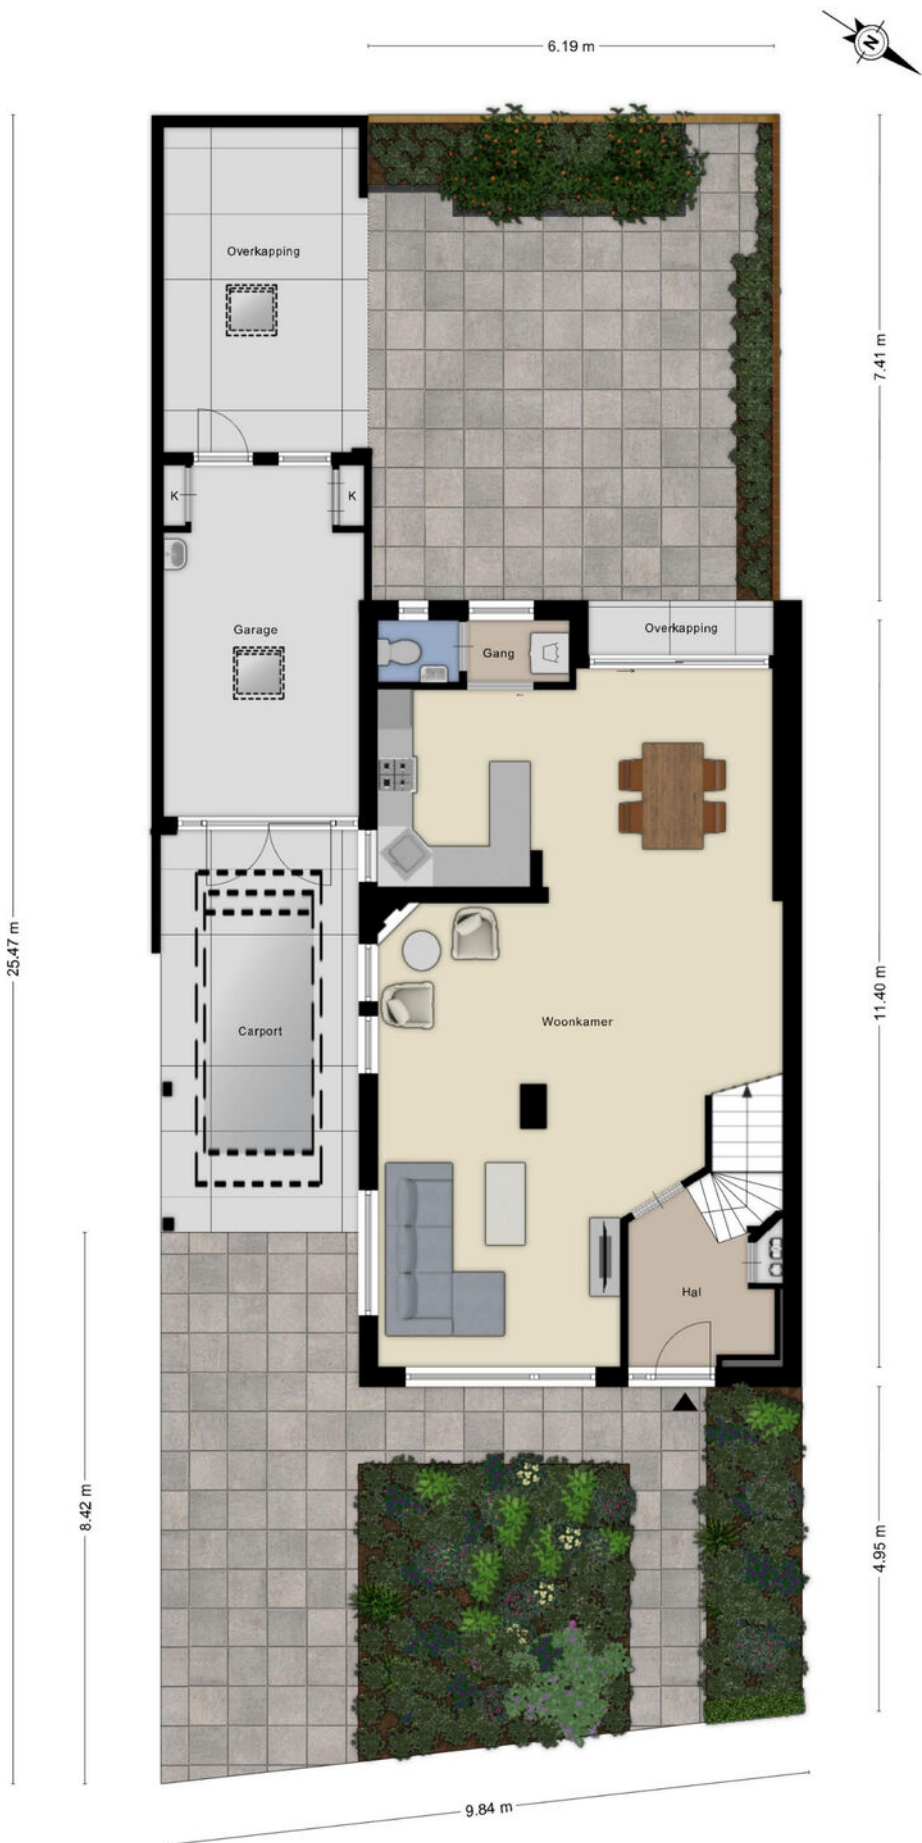 6.19 m
N
Overkapping
7.41 m
K
K
Garage
Overkapping
Gang
25.47 m
11.40 m
Woonkamer
Carport
Hal
8.42 m
4.95 m
9.84 m